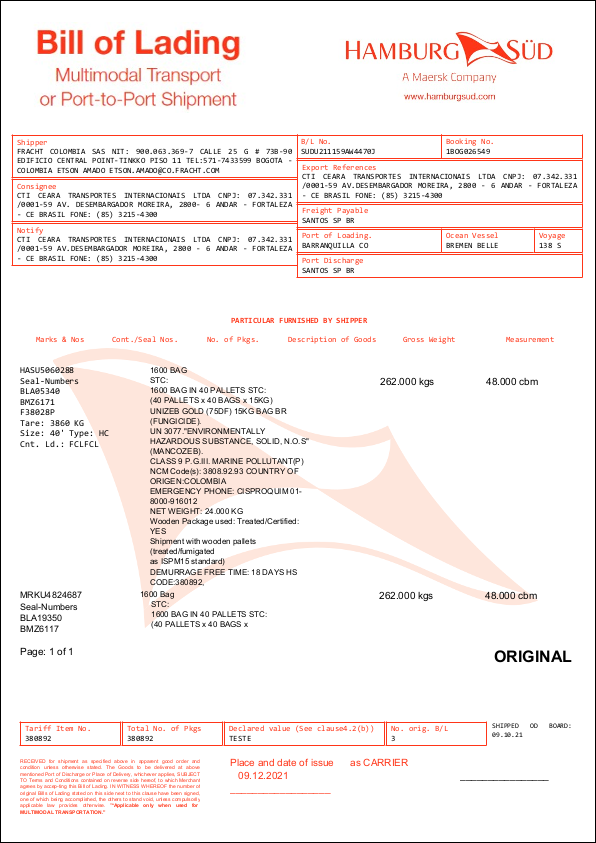 Bill of Lading
Multimodal Transport
or Port-to-Port Shipment
HAMBURG SÜD
A Maersk Company
www.hamburgsud.com
Shipper
FRACHT COLOMBIA SAS NIT: 900.063.369-7 CALLE 25 G # 73B-90
EDIFICIO CENTRAL POINT-TINKKO PISO 11 TEL:571-7433599 BOGOTA -
COLOMBIA ETSON AMADO ETSON.AMADO@CO.FRACHT.COM
Consignee
CTI CEARA TRANSPORTES INTERNACIONAIS LTDA CNPJ: 07.342.331
/0001-59 AV.DESEMBARGADOR MOREIRA, 2800- 6 ANDAR - FORTALEZA
- CE BRASIL FONE: (85) 3215-4300
Notify
CTI CEARA TRANSPORTES INTERNACIONAIS LTDA CNPJ: 07.342.331
/0001-59 AV.DESEMBARGADOR MOREIRA, 2800 - 6 ANDAR - FORTALEZA
- CE BRASIL FONE: (85) 3215-4300
B/L No.
SUDU211159AW4470J
Booking No.
1BOG026549
Export References
CTI CEARA TRANSPORTES INTERNACIONAIS LTDA CNPJ: 07.342.331
/0001-59 AV.DESEMBARGADOR MOREIRA, 2800 - 6 ANDAR - FORTALEZA
- CE BRASIL FONE: (85) 3215-4300
Freight Payable
SANTOS SP BR
Port of Loading.
BARRANQUILLA CO
Ocean Vessel
BREMEN BELLE
Voyage
138 S
Port Discharge
SANTOS SP BR
PARTICULAR FURNISHED BY SHIPPER
Marks & Nos Cont./Seal Nos. No. of Pkgs. Description of Goods Gross Weight Measurement
HASU5060288
Seal-Numbers
BLA05340
BMZ6171
F38028P
Tare: 3860 KG
Size: 40' Type: HC
Cnt. Ld.: FCLFCL
1600 BAG
STC:
1600 BAG IN 40 PALLETS STC:
(40 PALLETS x 40 BAGS x 15KG)
UNIZEB GOLD (75DF) 15KG BAG BR
(FUNGICIDE).
UN 3077."ENVIRONMENTALLY
HAZARDOUS SUBSTANCE, SOLID, N.O.S"
(MANCOZEB).
CLASS 9 P.G.III. MARINE POLLUTANT(P)
NCM Code(s): 3808.92.93 COUNTRY OF
ORIGEN:COLOMBIA
EMERGENCY PHONE: CISPROQUIM 01-
8000-916012
NET WEIGHT: 24.000 KG
Wooden Package used: Treated/Certified:
YES
Shipment with wooden pallets
(treated/fumigated
as ISPM15 standard)
DEMURRAGE FREE TIME: 18 DAYS HS
CODE:380892,
262.000 kgs
48.000 cbm
MRKU4824687
Seal-Numbers
BLA19350
BMZ6117
1600 Bag
STC:
1600 BAG IN 40 PALLETS STC:
(40 PALLETS x 40 BAGS x
262.000 kgs
48.000 cbm
Page: 1 of 1
ORIGINAL
Tariff Item No.
380892
Total No. of Pkgs
380892
Declared value (See clause4.2(b))
TESTE
No. orig. B/L
3
SHIPPED OD BOARD:
09.10.21
RECEIVED for shipment as specified above in apparent good order and
condition unless otherwise stated. The Goods to be delivered at above
mentioned Port of Discharge or Place of Delivery, whichever applies. SUBJECT
TO Terms and Conditions contained on reverse side hereof, to which Merchant
agrees by accepting this Bill of Lading. IN WITNESS WHEREOF the number of
original Bills of Lading stated on this side next to this clause have been signed,
one of which being accomplished, the others to stand void, unless compulsorily
applicable law provides otherwise. "Applicable only when used for
MULTIMODAL TRANSPORTATION."
Place and date of issue as CARRIER
09.12.2021